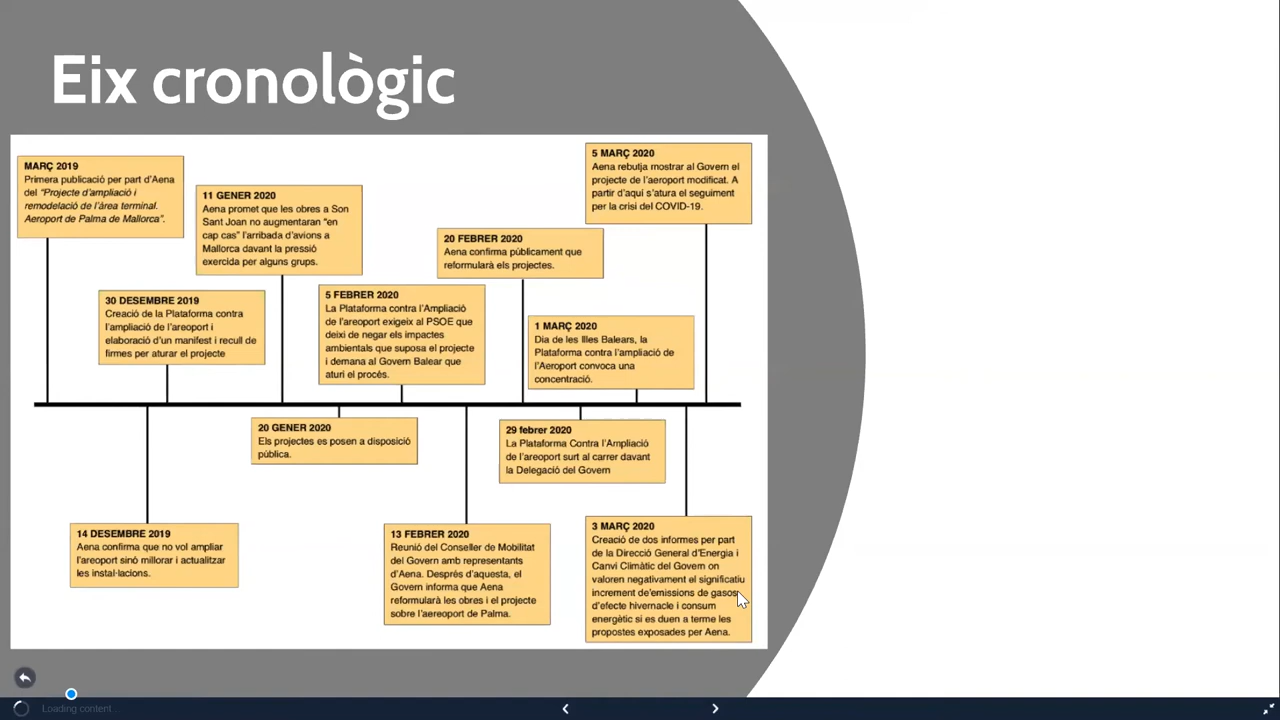 Eix cronològic
MARÇ 2019
Primera publicació per part d'Aena
del "Projecte d'ampliació i
remodelació de l'àrea terminal.
Aeroport de Palma de Mallorca".
11 GENER 2020
Aena promet que les obres a Son
Sant Joan no augmentaran "en
cap cas" l'arribada d'avions a
Mallorca davant la pressió
exercida per alguns grups.
5 MARÇ 2020
Aena rebutja mostrar al Govern el
projecte de l'aeroport modificat. A
partir d'aquí s'atura el seguiment
per la crisi del COVID-19.
20 FEBRER 2020
Aena confirma públicament que
reformularà els projectes.
30 DESEMBRE 2019
Creació de la Plataforma contra
l'ampliació de l'areoport i
elaboració d'un manifest i recull de
firmes per aturar el projecte
5 FEBRER 2020
La Plataforma contra l'Ampliació
de l'areoport exigeix al PSOE que
deixi de negar els impactes
ambientals que suposa el projecte
i demana al Govern Balear que
aturi el procés.
1 MARÇ 2020
Dia de les Illes Balears, la
Plataforma contra l'ampliació de
l'Aeroport convoca una
concentració.
20 GENER 2020
Els projectes es posen a disposició
pública.
29 febrer 2020
La Plataforma Contra l'Ampliació
de l'areoport surt al carrer davant
la Delegació del Govern
14 DESEMBRE 2019
Aena confirma que no vol ampliar
l'areoport sinó millorar i actualitzar
les instal·lacions.
13 FEBRER 2020
Reunió del Conseller de Mobilitat
del Govern amb representants
d'Aena. Després d'aquesta, el
Govern informa que Aena
reformularà les obres i el projecte
sobre l'aereoport de Palma.
3 MARÇ 2020
Creació de dos informes per part
de la Direcció General d'Energia i
Canvi Climàtic del Govern on
valoren negativament el significatiu
increment de'emissions de gasos
d'efecte hivernacle i consum
energètic si es duen a terme les
propostes exposades per Aena.
Loading content...